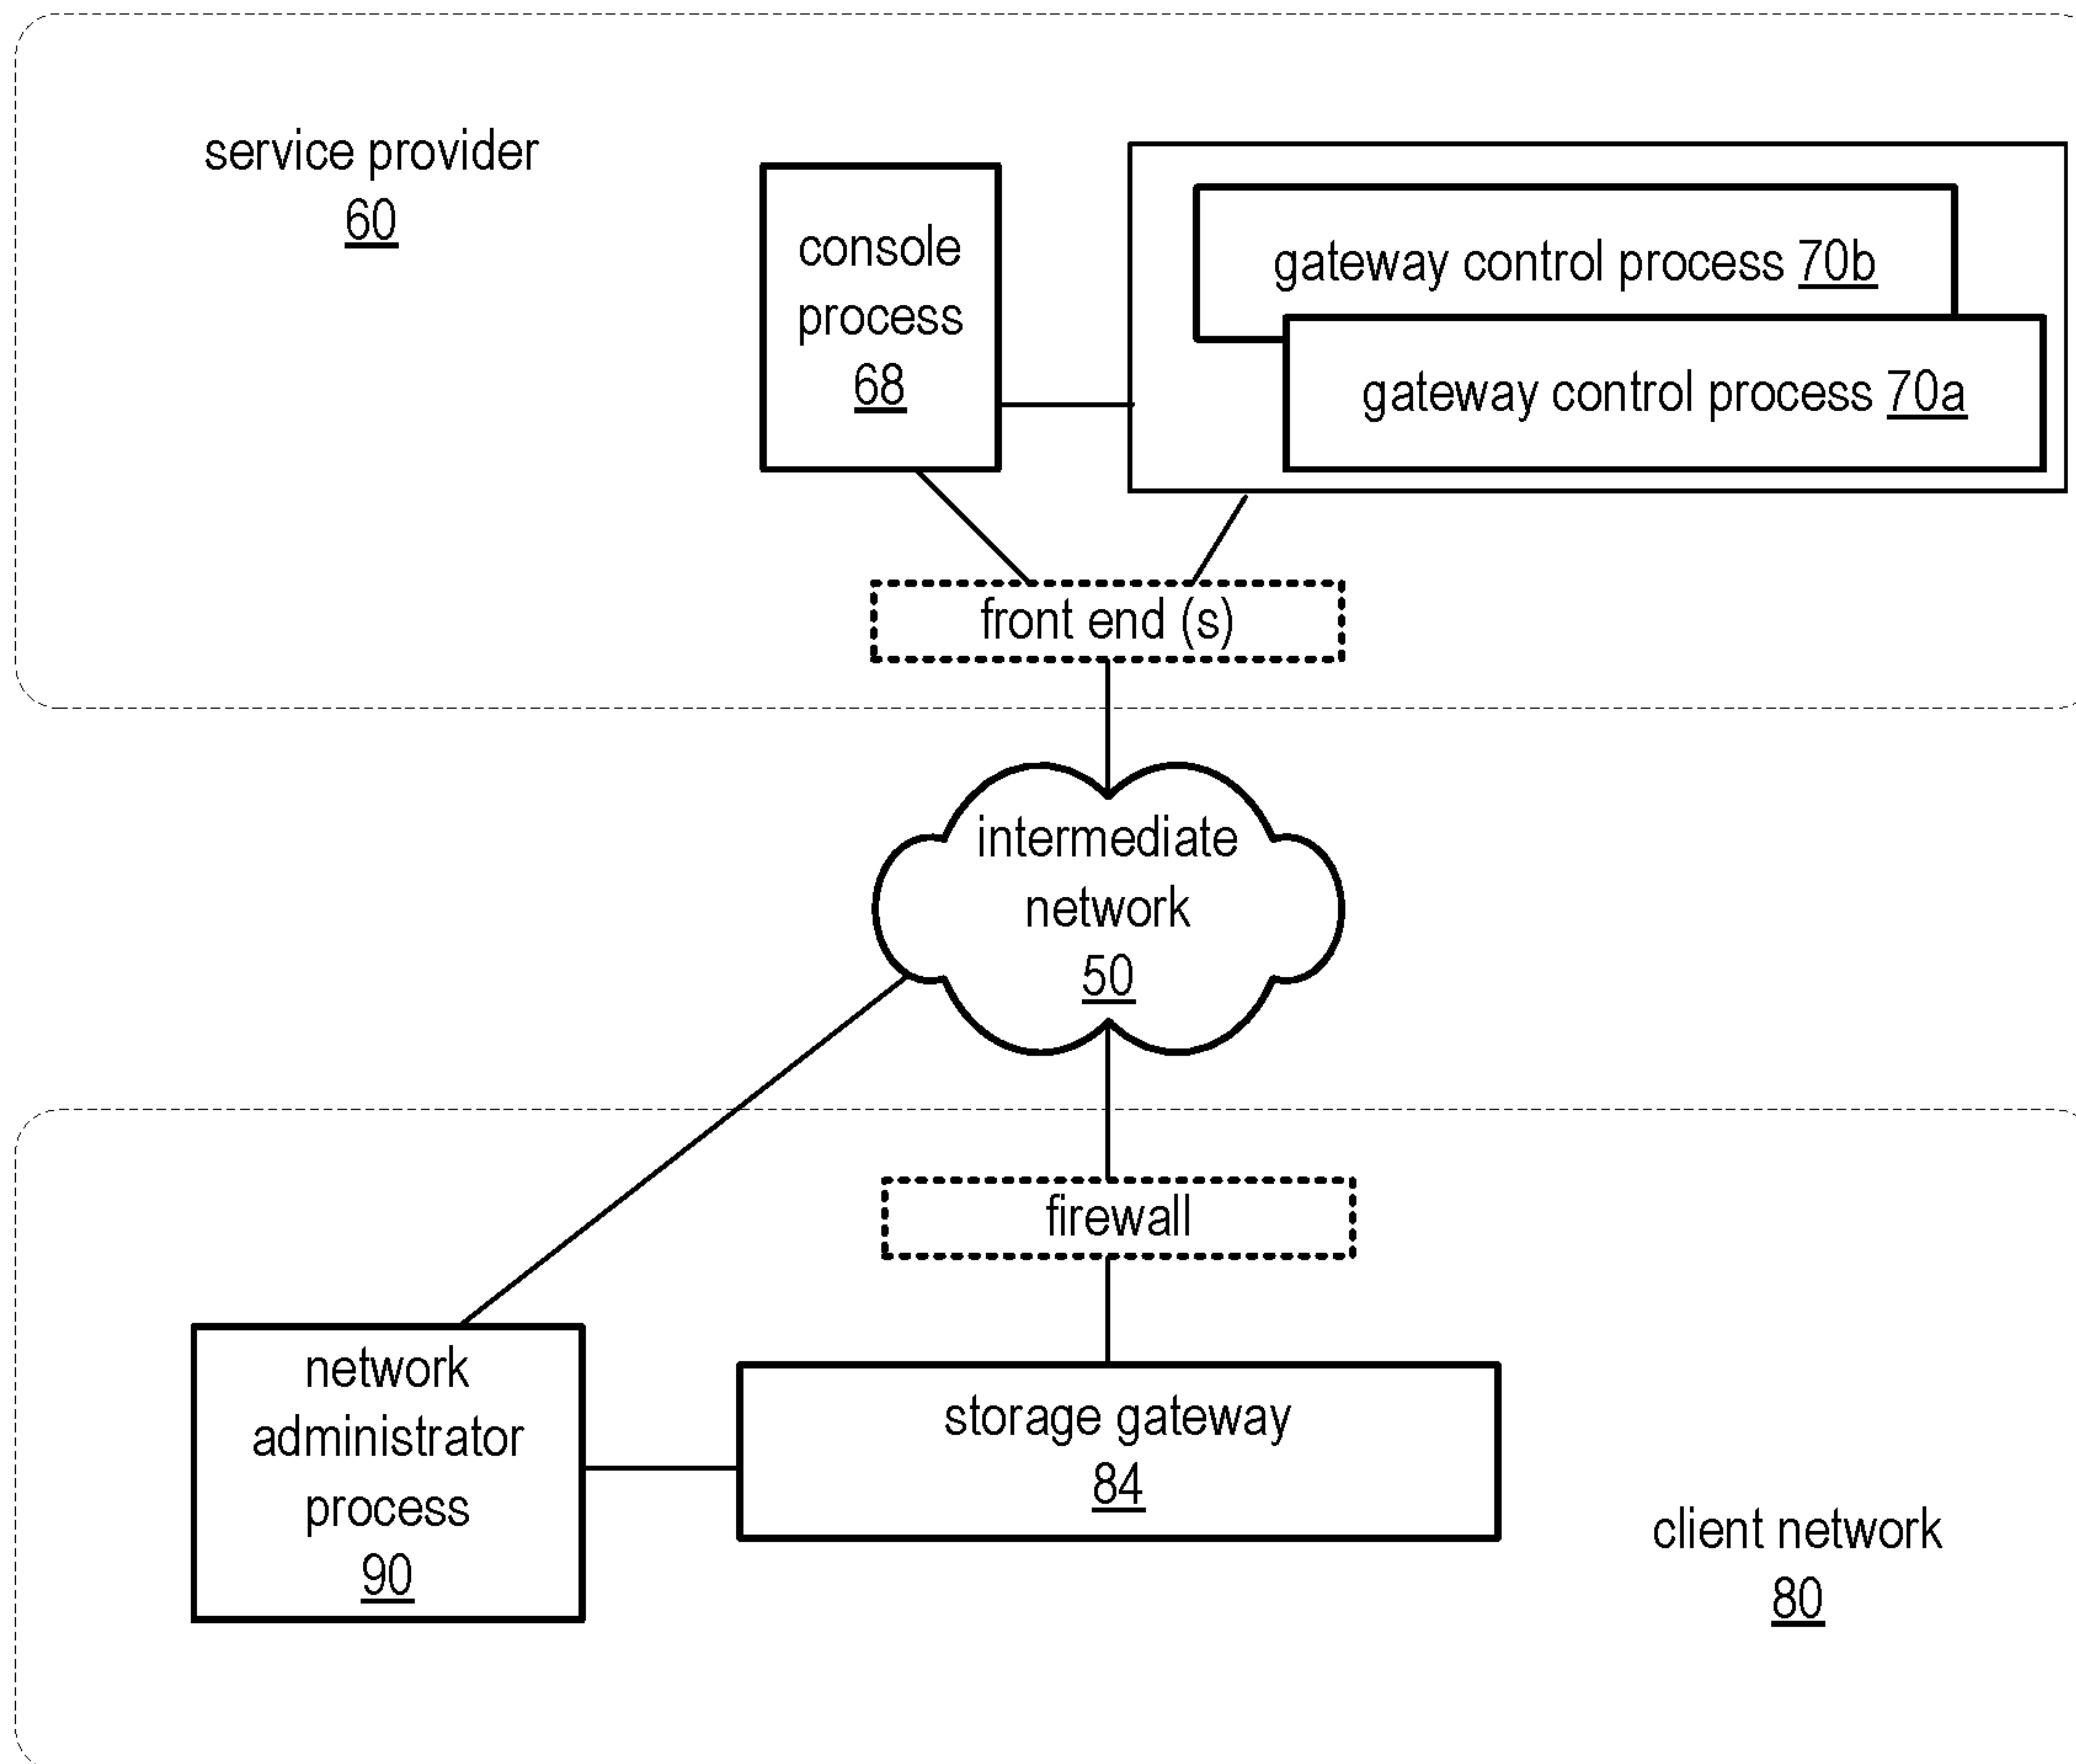 service provider
60
console
process
68
gateway control process 70b
gateway control process 70a
front end (s)
intermediate
network
50
firewall
network
administrator
process
90
storage gateway
84
client network
80